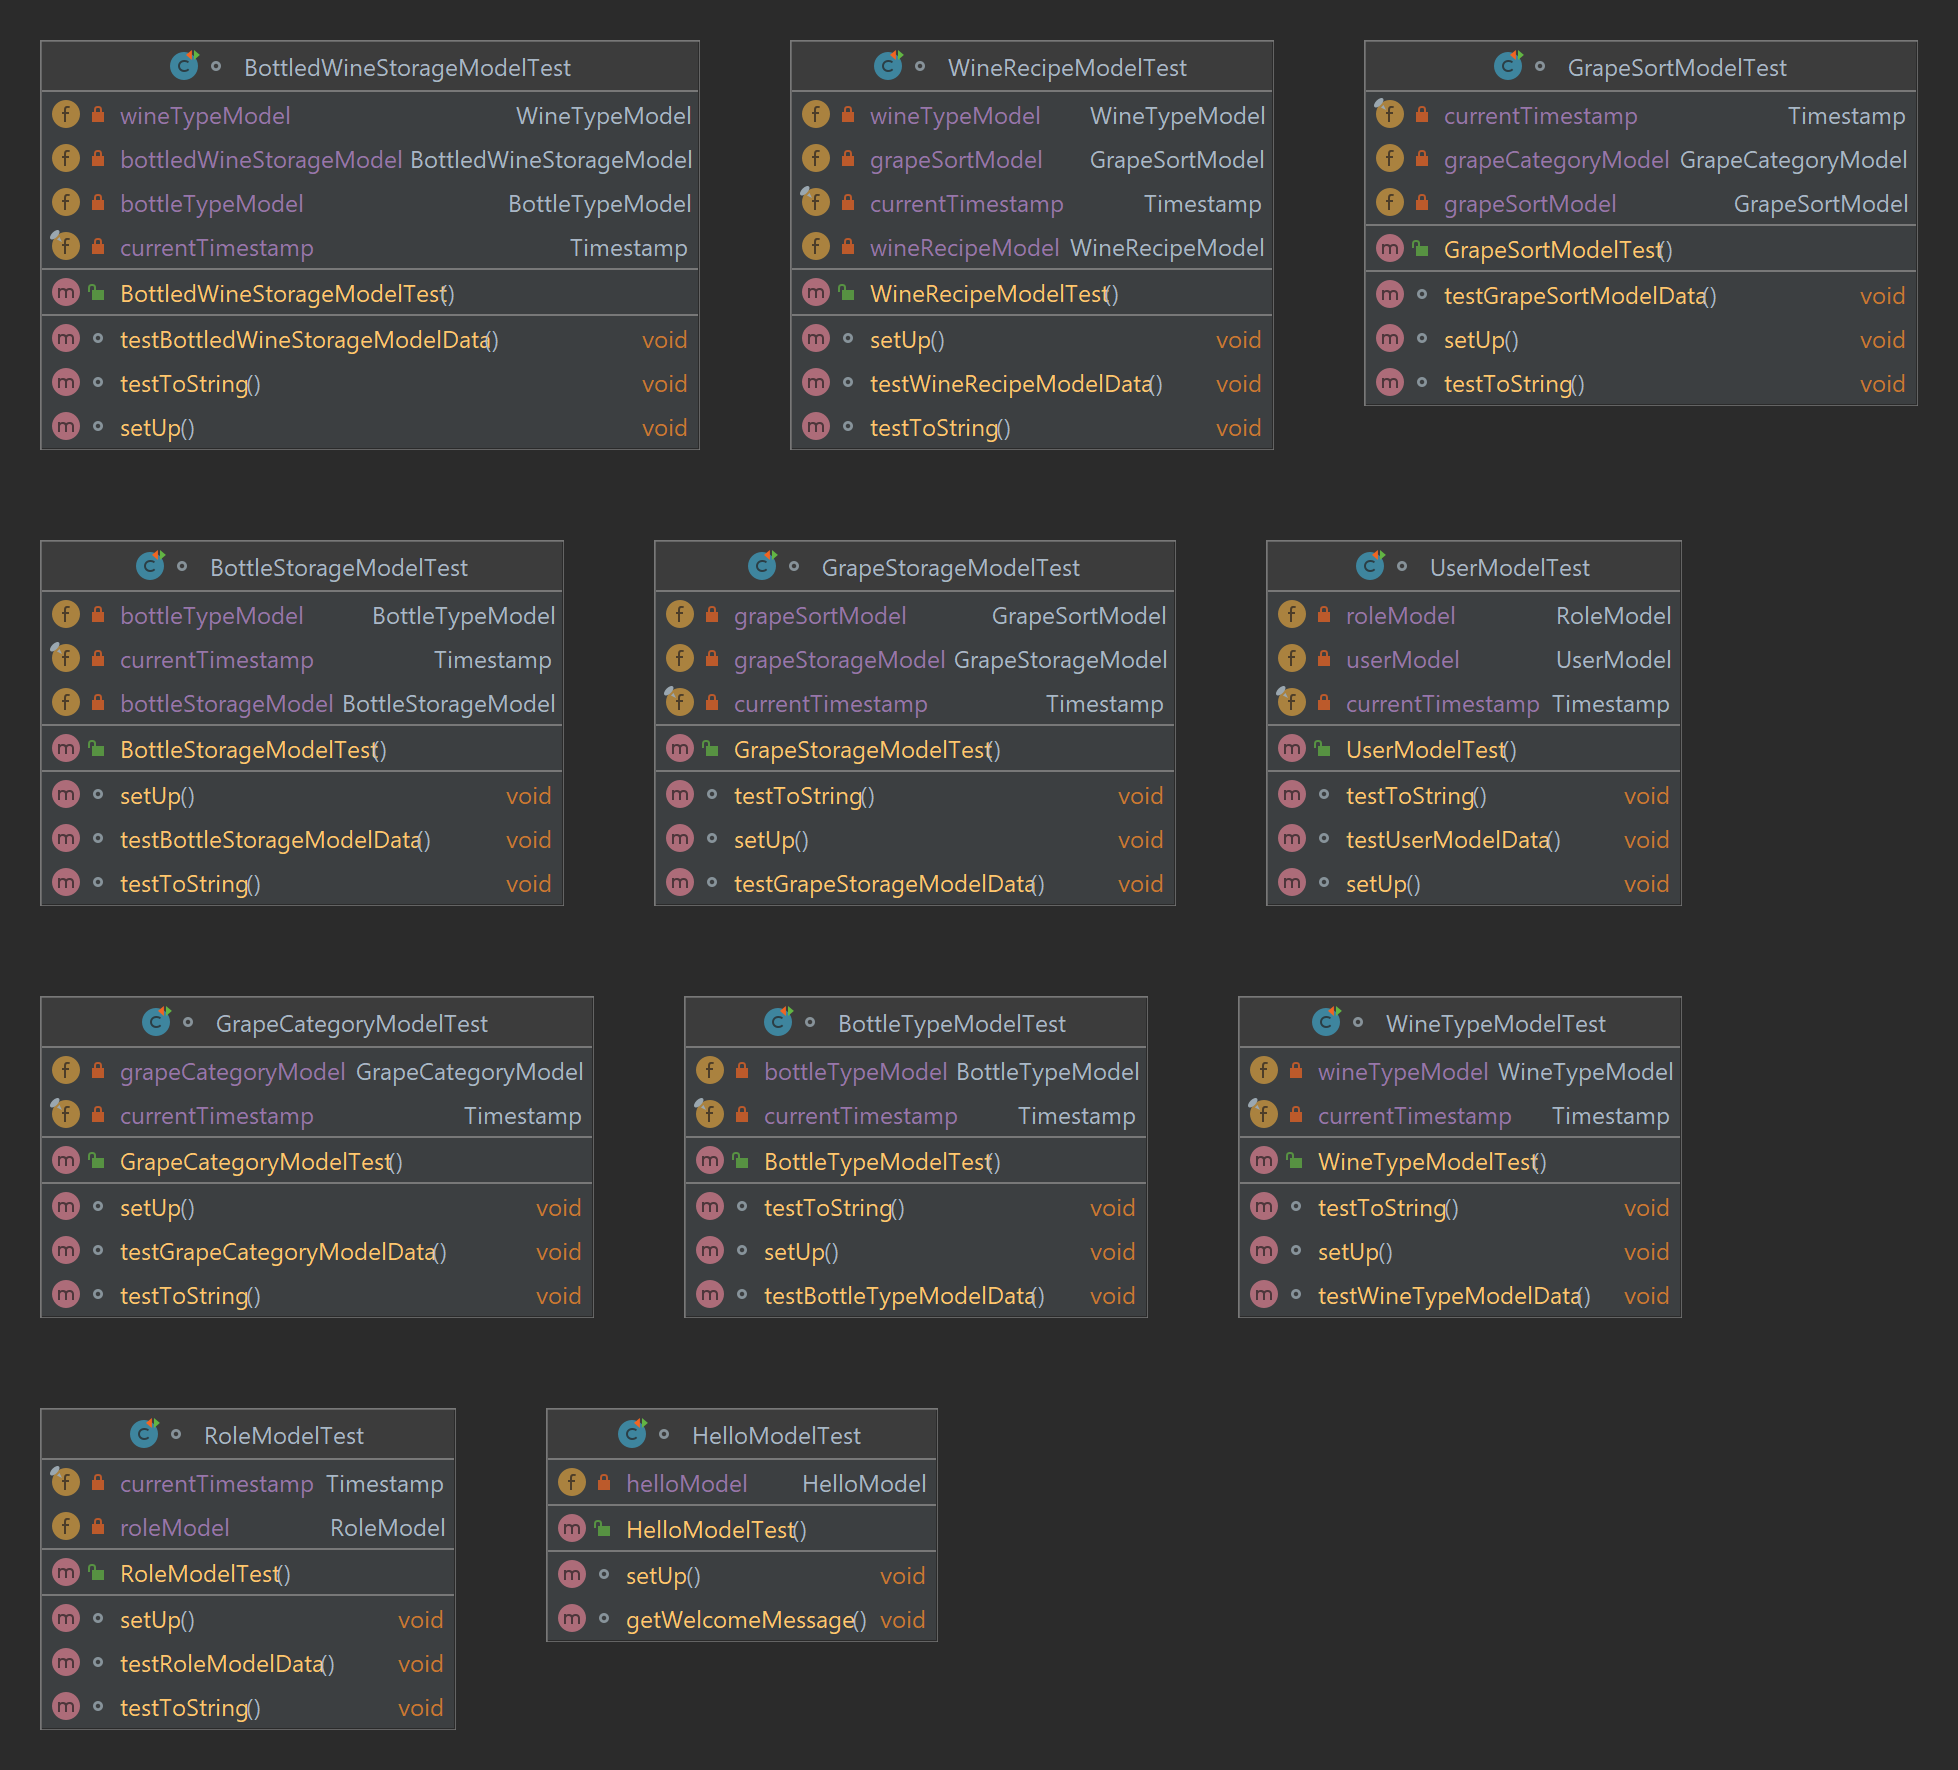 BottledWineStorageModelTest
wineTypeModel WineTypeModel
bottledWineStorageModel BottledWineStorageModel
bottleTypeModel BottleTypeModel
currentTimestamp Timestamp
BottledWineStorageModelTest()
testBottledWineStorageModelData() void
testToString() void
setUp() void
WineRecipeModelTest
wineTypeModel WineTypeModel
grapeSortModel GrapeSortModel
currentTimestamp Timestamp
wineRecipeModel WineRecipeModel
WineRecipeModelTest()
setUp() void
testWineRecipeModelData() void
testToString() void
GrapeSortModelTest
currentTimestamp Timestamp
grapeCategoryModel GrapeCategoryModel
grapeSortModel GrapeSortModel
GrapeSortModelTest()
testGrapeSortModelData() void
setUp() void
testToString() void
BottleStorageModelTest
bottleTypeModel BottleTypeModel
currentTimestamp Timestamp
bottleStorageModel BottleStorageModel
BottleStorageModelTest()
setUp() void
testBottleStorageModelData() void
testToString() void
GrapeStorageModelTest
grapeSortModel GrapeSortModel
grapeStorageModel GrapeStorageModel
currentTimestamp Timestamp
GrapeStorageModelTest()
testToString() void
setUp() void
testGrapeStorageModelData() void
UserModelTest
roleModel RoleModel
userModel UserModel
currentTimestamp Timestamp
UserModelTest()
testToString() void
testUserModelData() void
setUp() void
GrapeCategoryModelTest
grapeCategoryModel GrapeCategoryModel
currentTimestamp Timestamp
GrapeCategoryModelTest()
setUp() void
testGrapeCategoryModelData() void
testToString() void
BottleTypeModelTest
bottleTypeModel BottleTypeModel
currentTimestamp Timestamp
BottleTypeModelTest()
testToString() void
setUp() void
testBottleTypeModelData() void
WineTypeModelTest
wineTypeModel WineTypeModel
currentTimestamp Timestamp
WineTypeModelTest()
testToString() void
setUp() void
testWineTypeModelData() void
RoleModelTest
currentTimestamp Timestamp
roleModel RoleModel
RoleModelTest()
setUp() void
testRoleModelData() void
testToString() void
HelloModelTest
helloModel HelloModel
HelloModelTest()
setUp() void
getWelcomeMessage() void